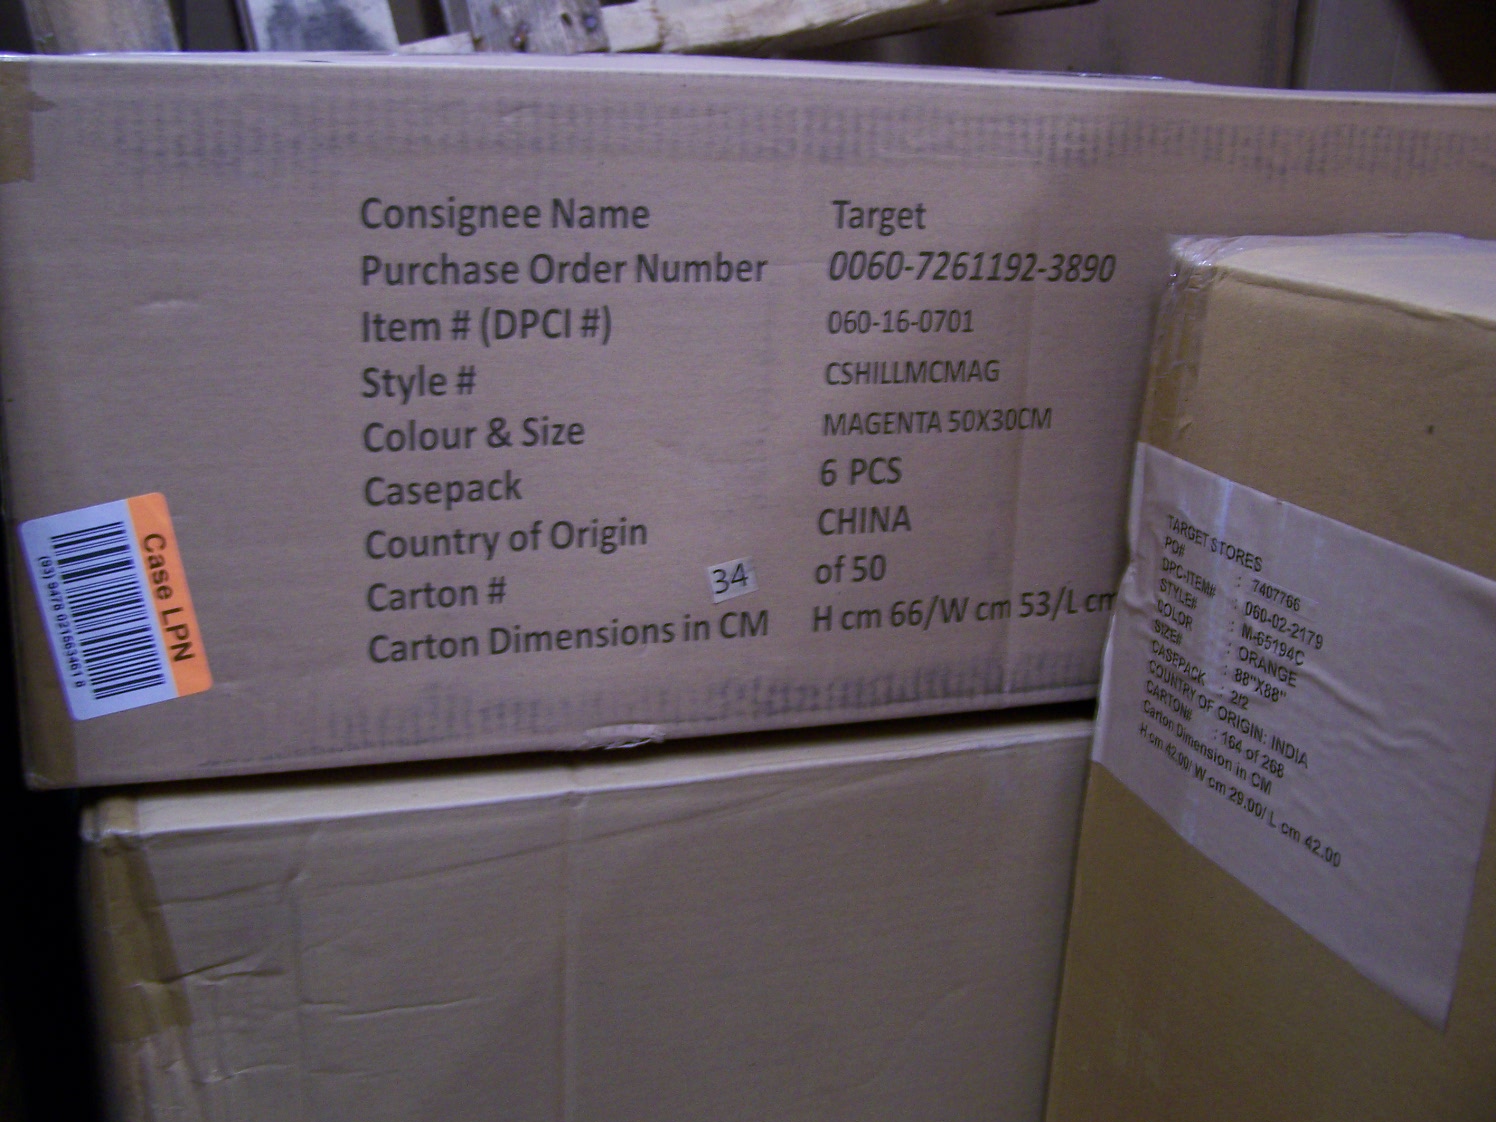 Consignee Name Target
Purchase Order Number 0060-7261192-3890
Item # (DPCI #) 060-16-0701
Style # CSHILLMCMAG
Colour & Size MAGENTA 50X30CM
Casepack 6 PCS
Country of Origin CHINA
Carton # 34 of 50
Carton Dimensions in CM H cm 66/W cm 53/L cm
Case LPN
TARGET STORES
PO# : 7407766
DPC-ITEM# : 060-02-2179
STYLE# : M-65194C
COLOR : ORANGE
SIZE# : 88"X88"
CASEPACK : 2/2
COUNTRY OF ORIGIN: INDIA
CARTON# : 164 of 268
Carton Dimension in CM
H cm 42.00/ W cm 29.00/ L cm 42.00